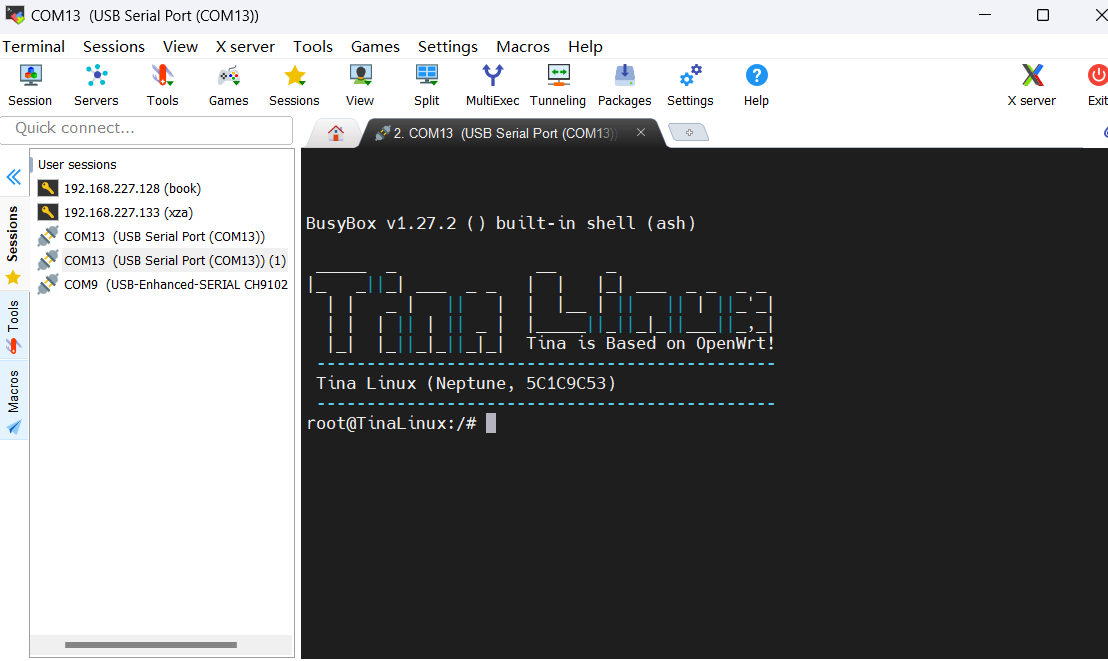 COM13  (USB Serial Port (COM13))
Terminal Sessions View X server Tools Games Settings Macros Help
Session Servers Tools Games Sessions View Split MultiExec Tunneling Packages Settings Help X server Exit
Quick connect...
2. COM13  (USB Serial Port (COM13)
Sessions
Tools
Macros
User sessions
192.168.227.128 (book)
192.168.227.133 (xza)
COM13  (USB Serial Port (COM13))
COM13  (USB Serial Port (COM13)) (1)
COM9  (USB-Enhanced-SERIAL CH9102
BusyBox v1.27.2 () built-in shell (ash)
Tina Linux
Tina is Based on OpenWrt!
----------------------------------------------
Tina Linux (Neptune, 5C1C9C53)
----------------------------------------------
root@TinaLinux:/#